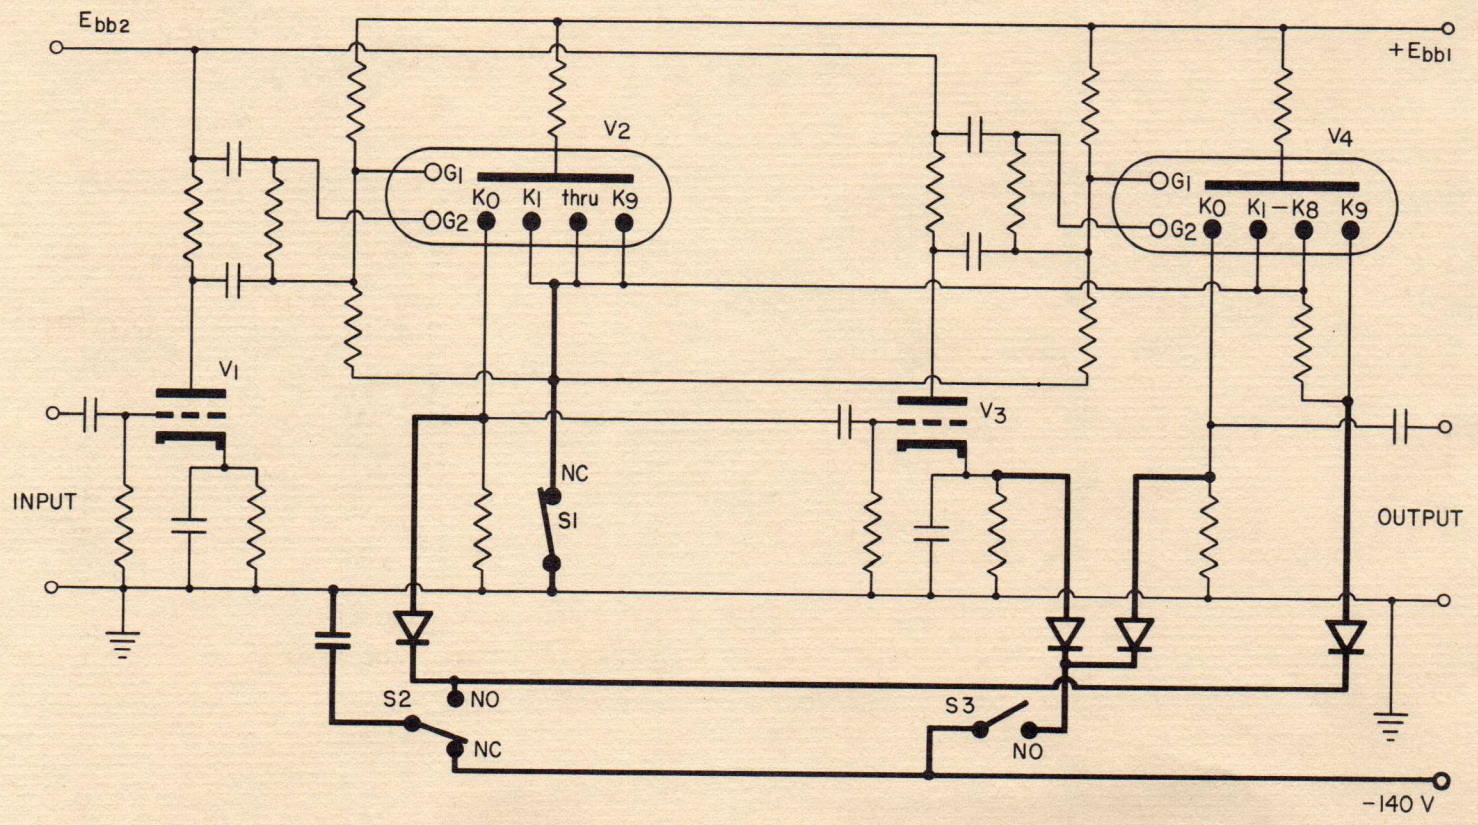 Ebb2
+Ebb1
V2
V4
G1
K0 K1 thru K9
G2
G1
K0 K1-K8 K9
G2
V1
V3
NC
S1
INPUT
OUTPUT
S2
NO
NC
S3
NO
-140 V